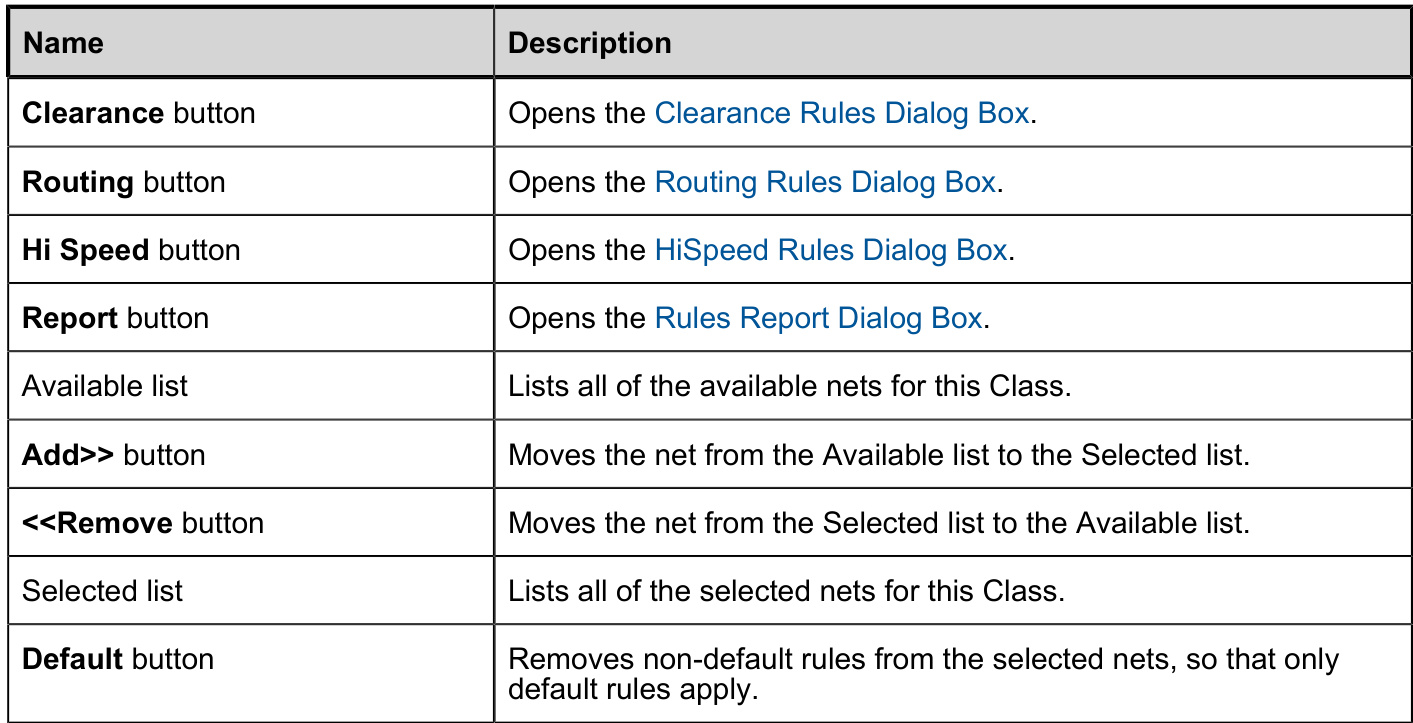 Name Description
Clearance button Opens the Clearance Rules Dialog Box.
Routing button Opens the Routing Rules Dialog Box.
Hi Speed button Opens the HiSpeed Rules Dialog Box.
Report button Opens the Rules Report Dialog Box.
Available list Lists all of the available nets for this Class.
Add>> button Moves the net from the Available list to the Selected list.
<<Remove button Moves the net from the Selected list to the Available list.
Selected list Lists all of the selected nets for this Class.
Default button Removes non-default rules from the selected nets, so that only
default rules apply.